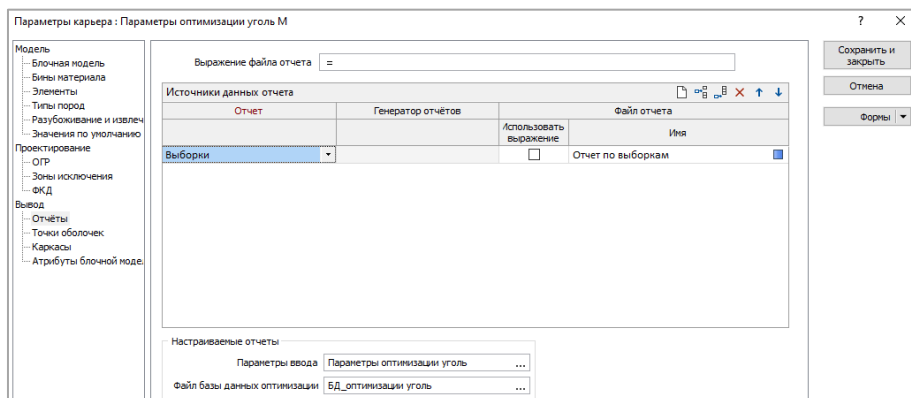 Параметры карьера : Параметры оптимизации уголь М
? ×
Модель
Блочная модель
Бины материала
Элементы
Типы пород
Разубоживание и извлеч
Значения по умолчанию
Проектирование
ОГР
Зоны исключения
ФКД
Вывод
Отчёты
Точки оболочек
Каркасы
Атрибуты блочной моде
Выражение файла отчета =
Источники данных отчета
Отчет Генератор отчётов Файл отчета
Использовать выражение Имя
Выборки Отчет по выборкам
Настраиваемые отчеты
Параметры ввода Параметры оптимизации уголь ...
Файл базы данных оптимизации БД_оптимизации уголь ...
Сохранить и закрыть
Отмена
Формы